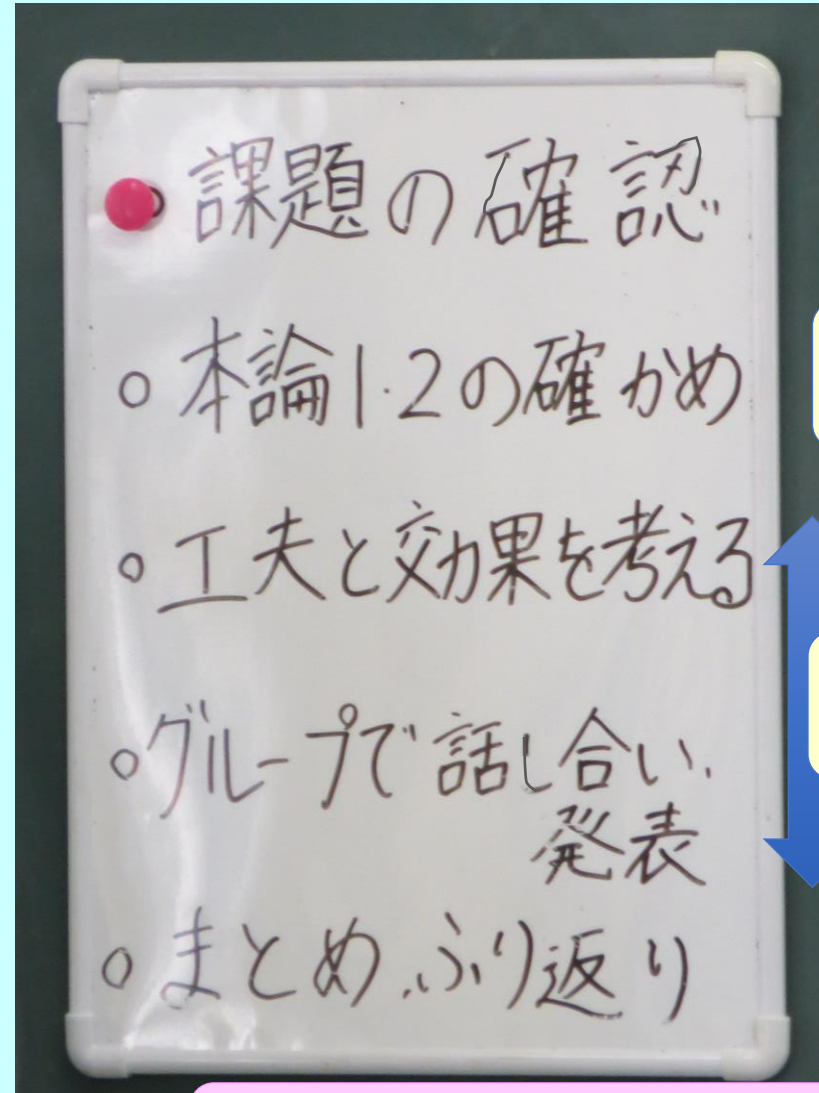 課題の確認
○本論1・2の確かめ
○工夫と効果を考える
○グループで話し合い、
発表
○まとめ、ふり返り